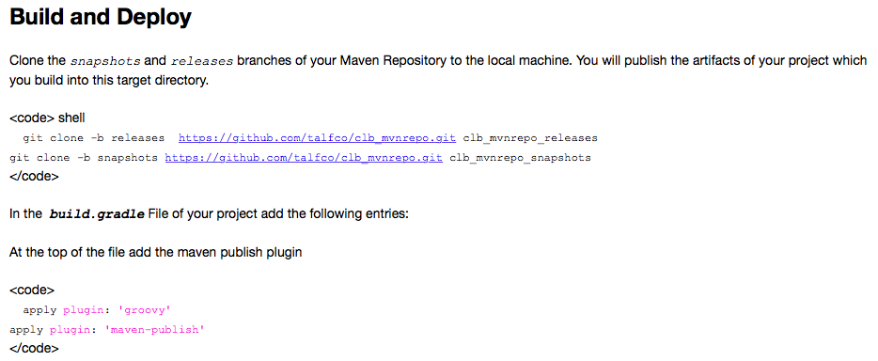 Build and Deploy
Clone the snapshots and releases branches of your Maven Repository to the local machine. You will publish the artifacts of your project which
you build into this target directory.
<code> shell
git clone -b releases  https://github.com/talfco/clb_mvnrepo.git clb_mvnrepo_releases
git clone -b snapshots https://github.com/talfco/clb_mvnrepo.git clb_mvnrepo_snapshots
</code>
In the build.gradle File of your project add the following entries:
At the top of the file add the maven publish plugin
<code>
apply plugin: 'groovy'
apply plugin: 'maven-publish'
</code>